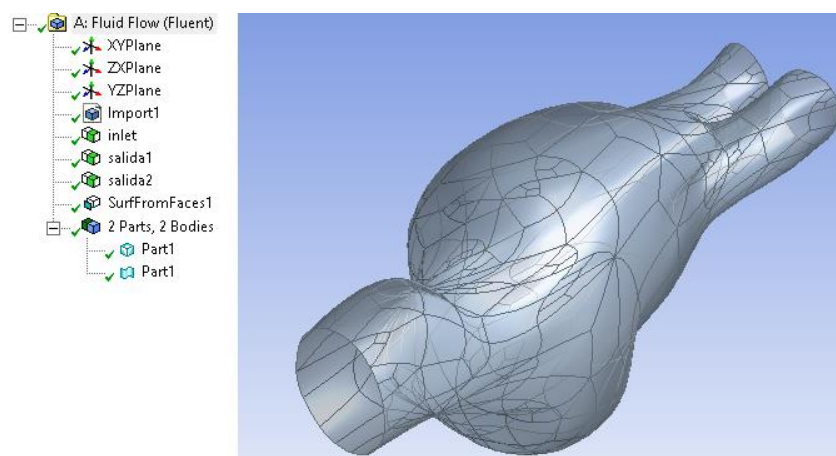 A: Fluid Flow (Fluent)
XYPlane
ZXPlane
YZPlane
Import1
inlet
salida1
salida2
SurfFromFaces1
2 Parts, 2 Bodies
Part1
Part1